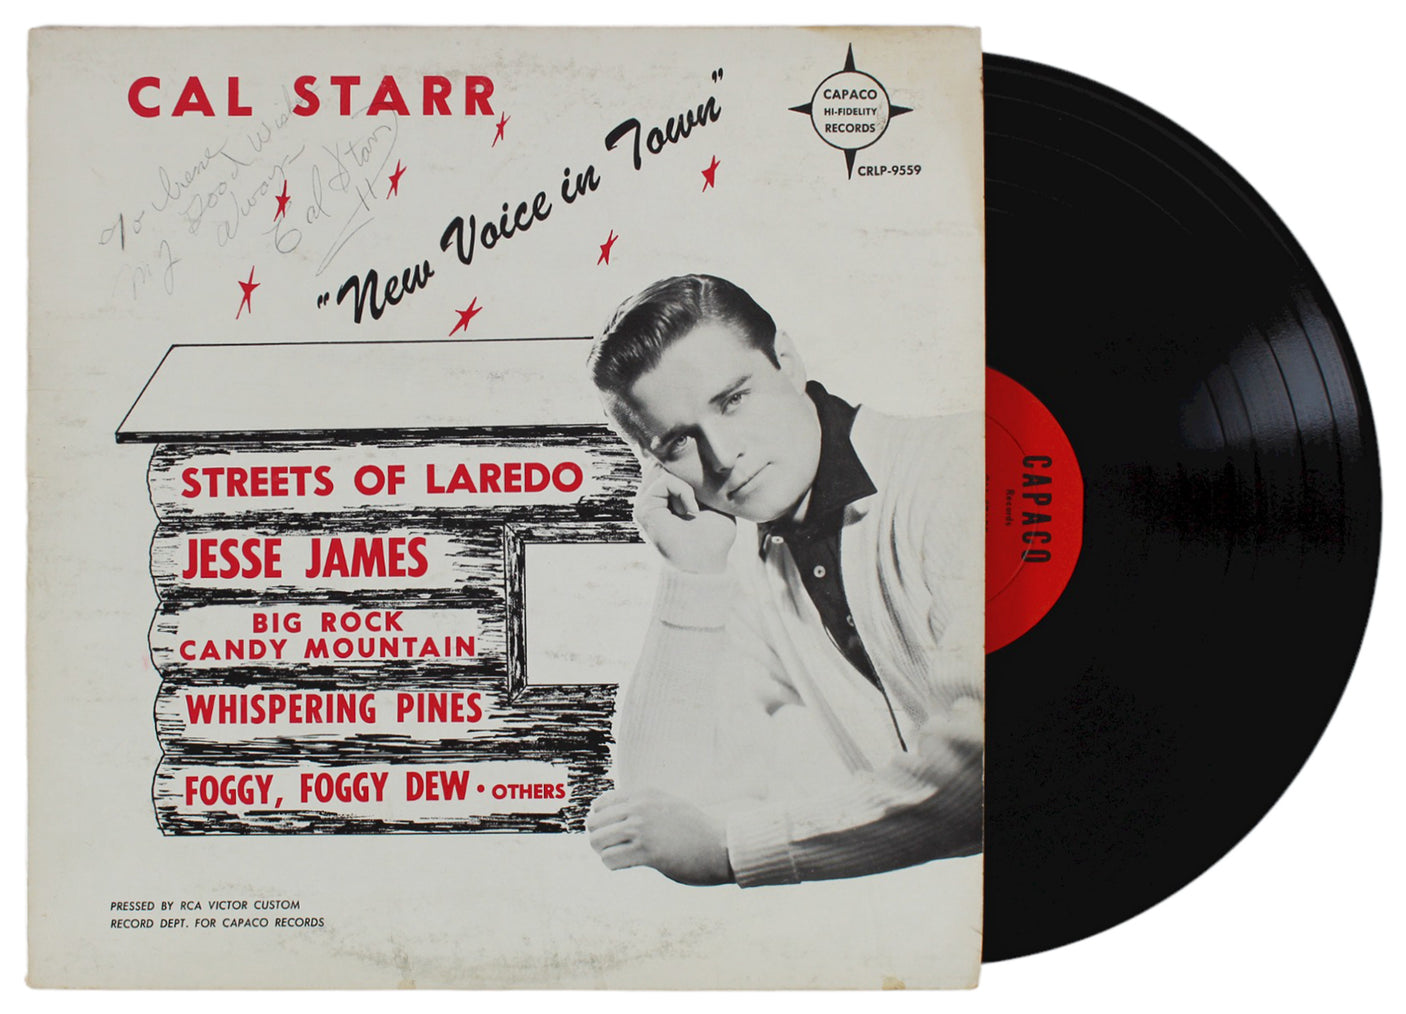 CAL STARR
To Irene
My Good Wishes
Always
Cal Starr
"New Voice in Town"
CAPACO
HI-FIDELITY
RECORDS
CRLP-9559
STREETS OF LAREDO
JESSE JAMES
BIG ROCK
CANDY MOUNTAIN
WHISPERING PINES
FOGGY, FOGGY DEW • OTHERS
PRESSED BY RCA VICTOR CUSTOM
RECORD DEPT. FOR CAPACO RECORDS
CAPACO
Records